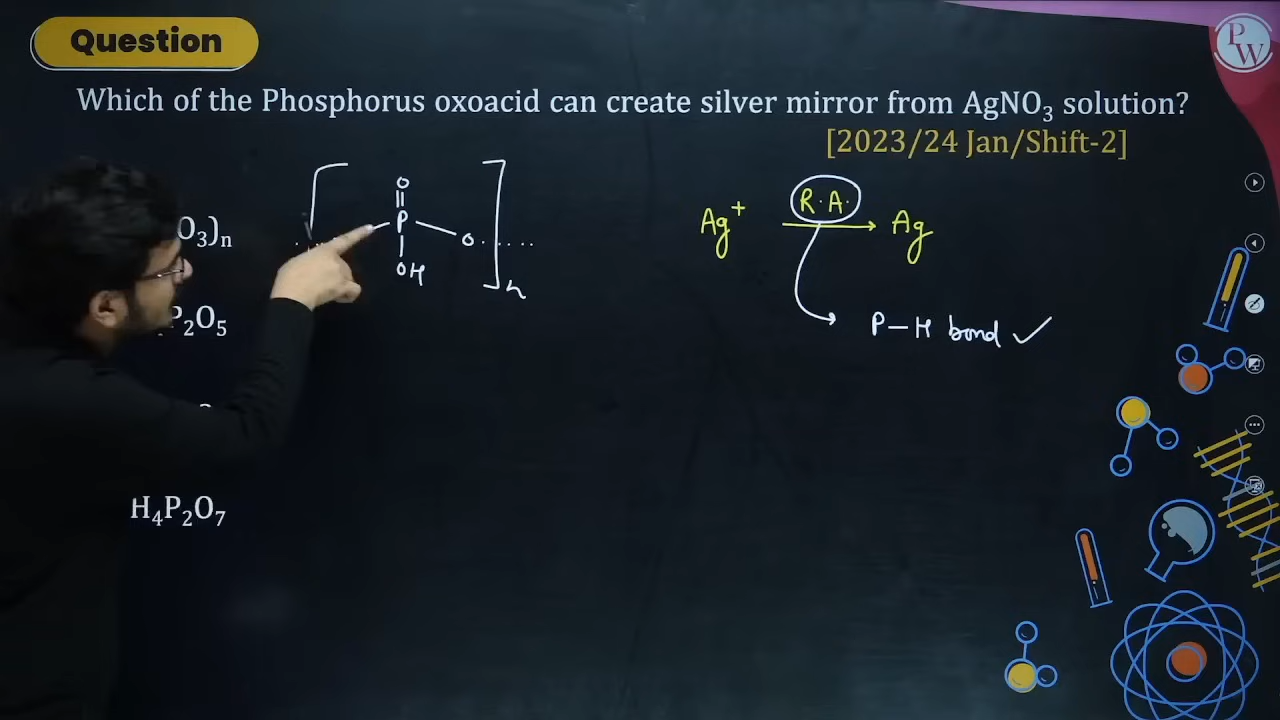 Question
PW
Which of the Phosphorus oxoacid can create silver mirror from AgNO₃ solution?
[2023/24 Jan/Shift-2]
O₃)ₙ
P₂O₅
H₄P₂O₇
O
P
O
OH
n
Ag⁺
R.A.
Ag
P–H bond ✓